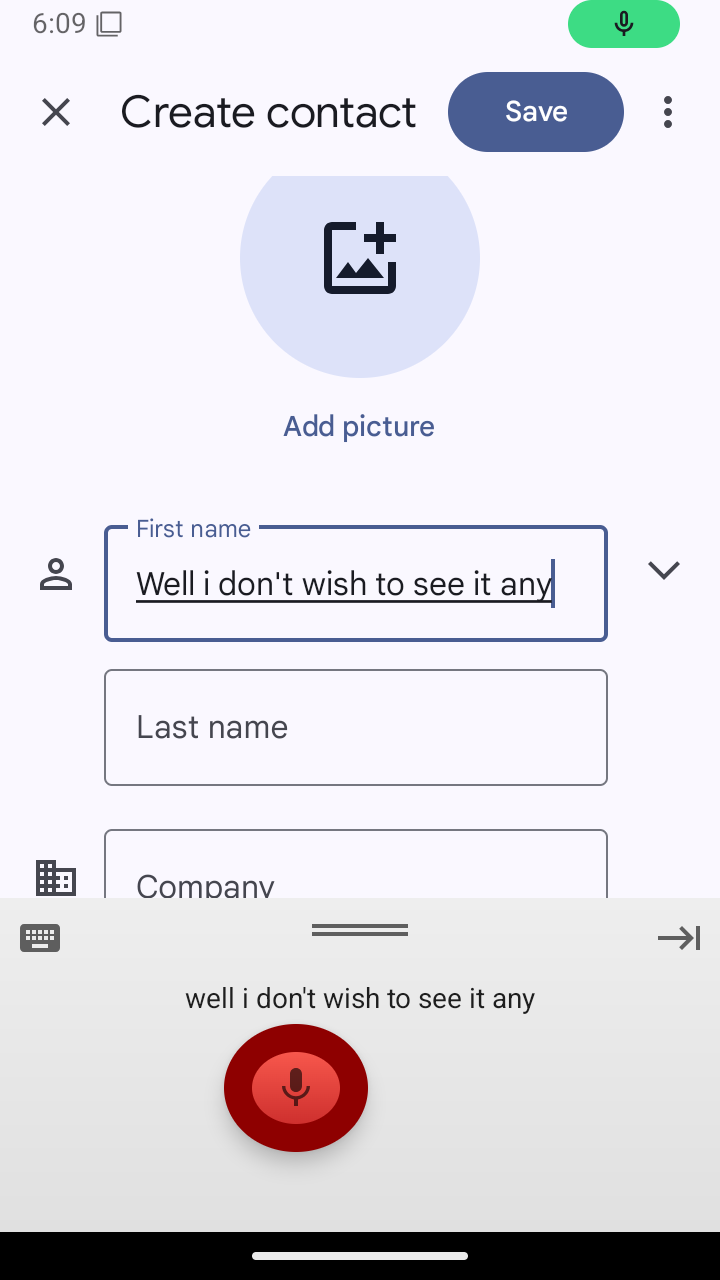 6:09
Create contact
Save
Add picture
First name
Well i don't wish to see it any
Last name
Company
well i don't wish to see it any